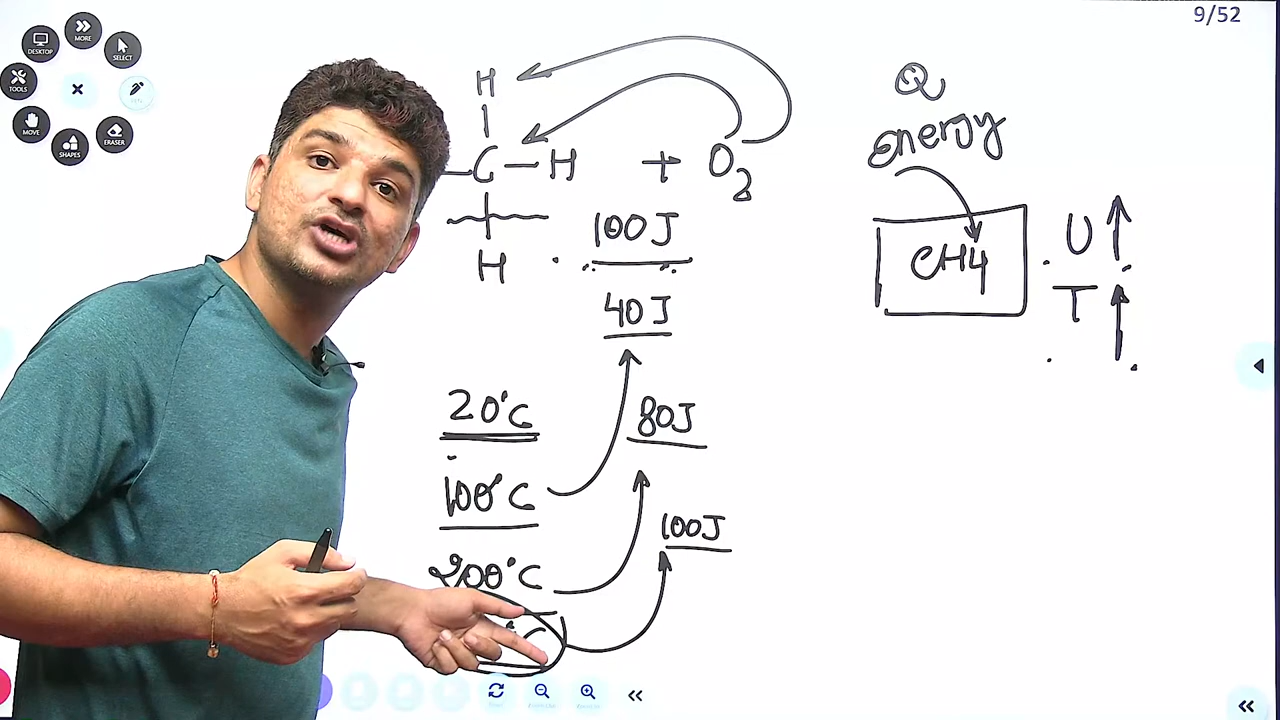 9/52
MORE
DESKTOP
SELECT
TOOLS
X
PEN
MOVE
ERASER
SHAPES
H
C — H + O2
H
100J
40J
20°C
80J
100°C
100J
200°C
°C
Q
energy
CH4
U ↑
T ↑